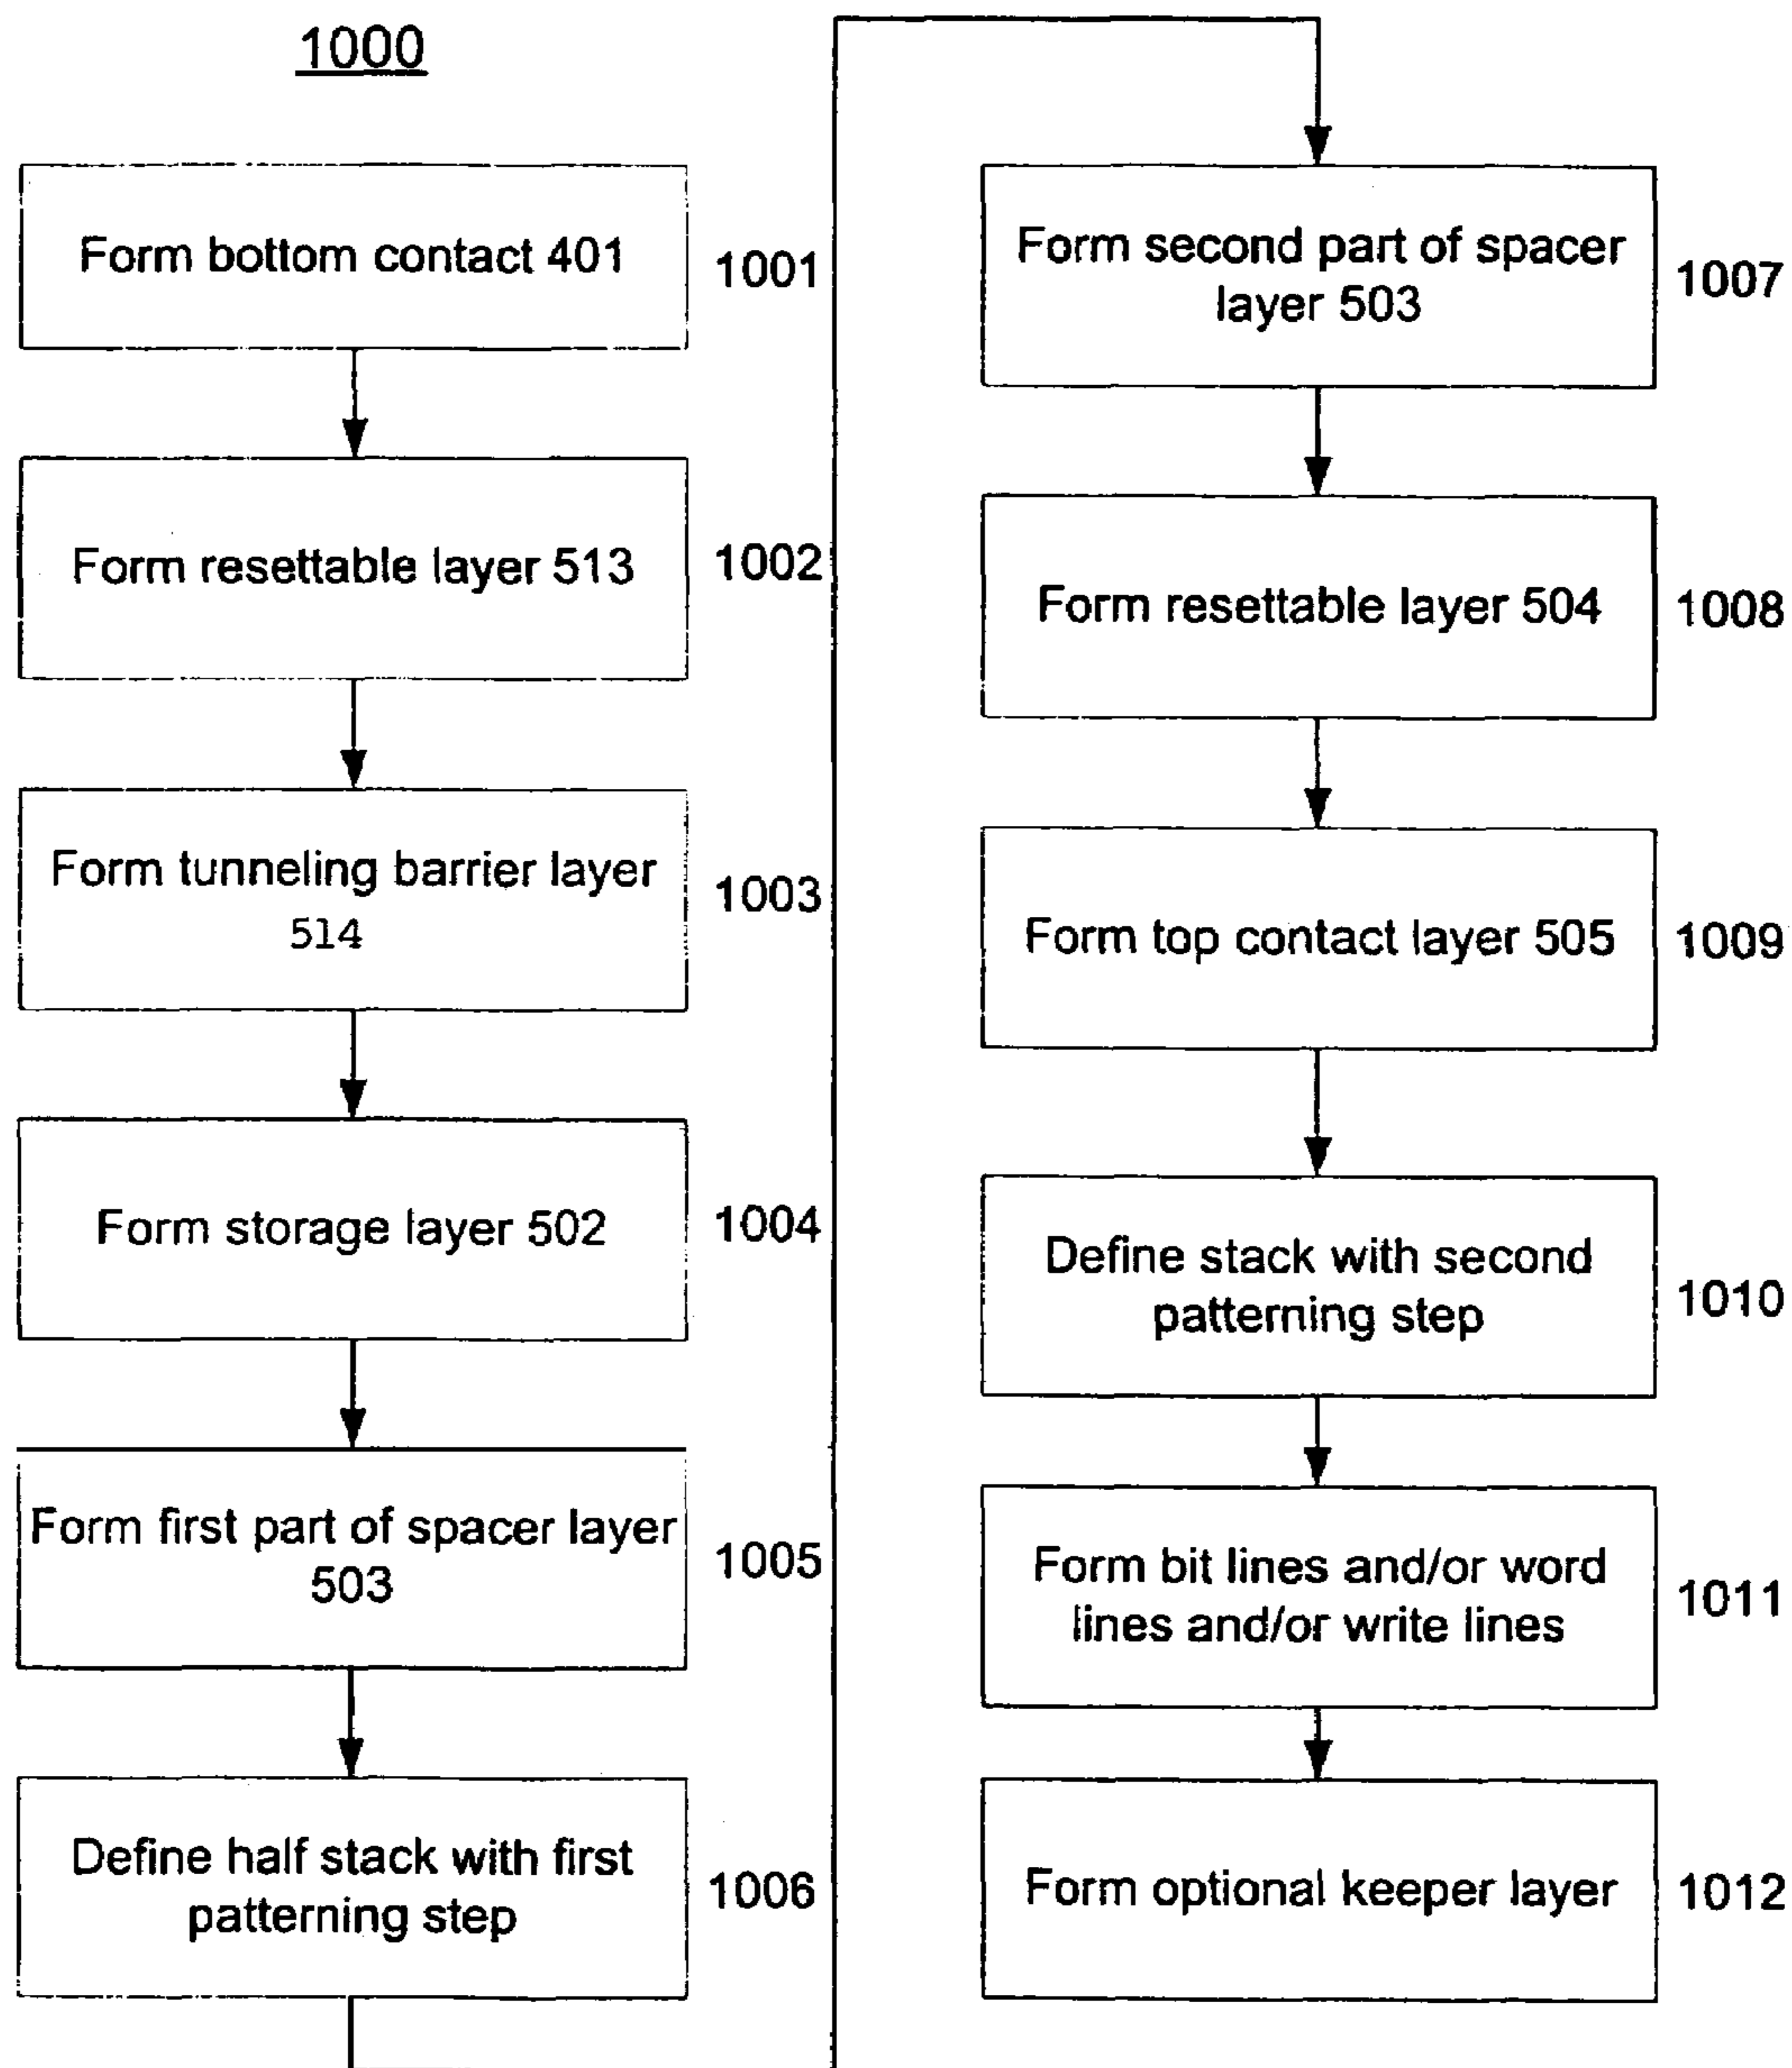 1000
Form bottom contact 401
1001
Form resettable layer 513
1002
Form tunneling barrier layer
514
1003
Form storage layer 502
1004
Form first part of spacer layer
503
1005
Define half stack with first
patterning step
1006
Form second part of spacer
layer 503
1007
Form resettable layer 504
1008
Form top contact layer 505
1009
Define stack with second
patterning step
1010
Form bit lines and/or word
lines and/or write lines
1011
Form optional keeper layer
1012